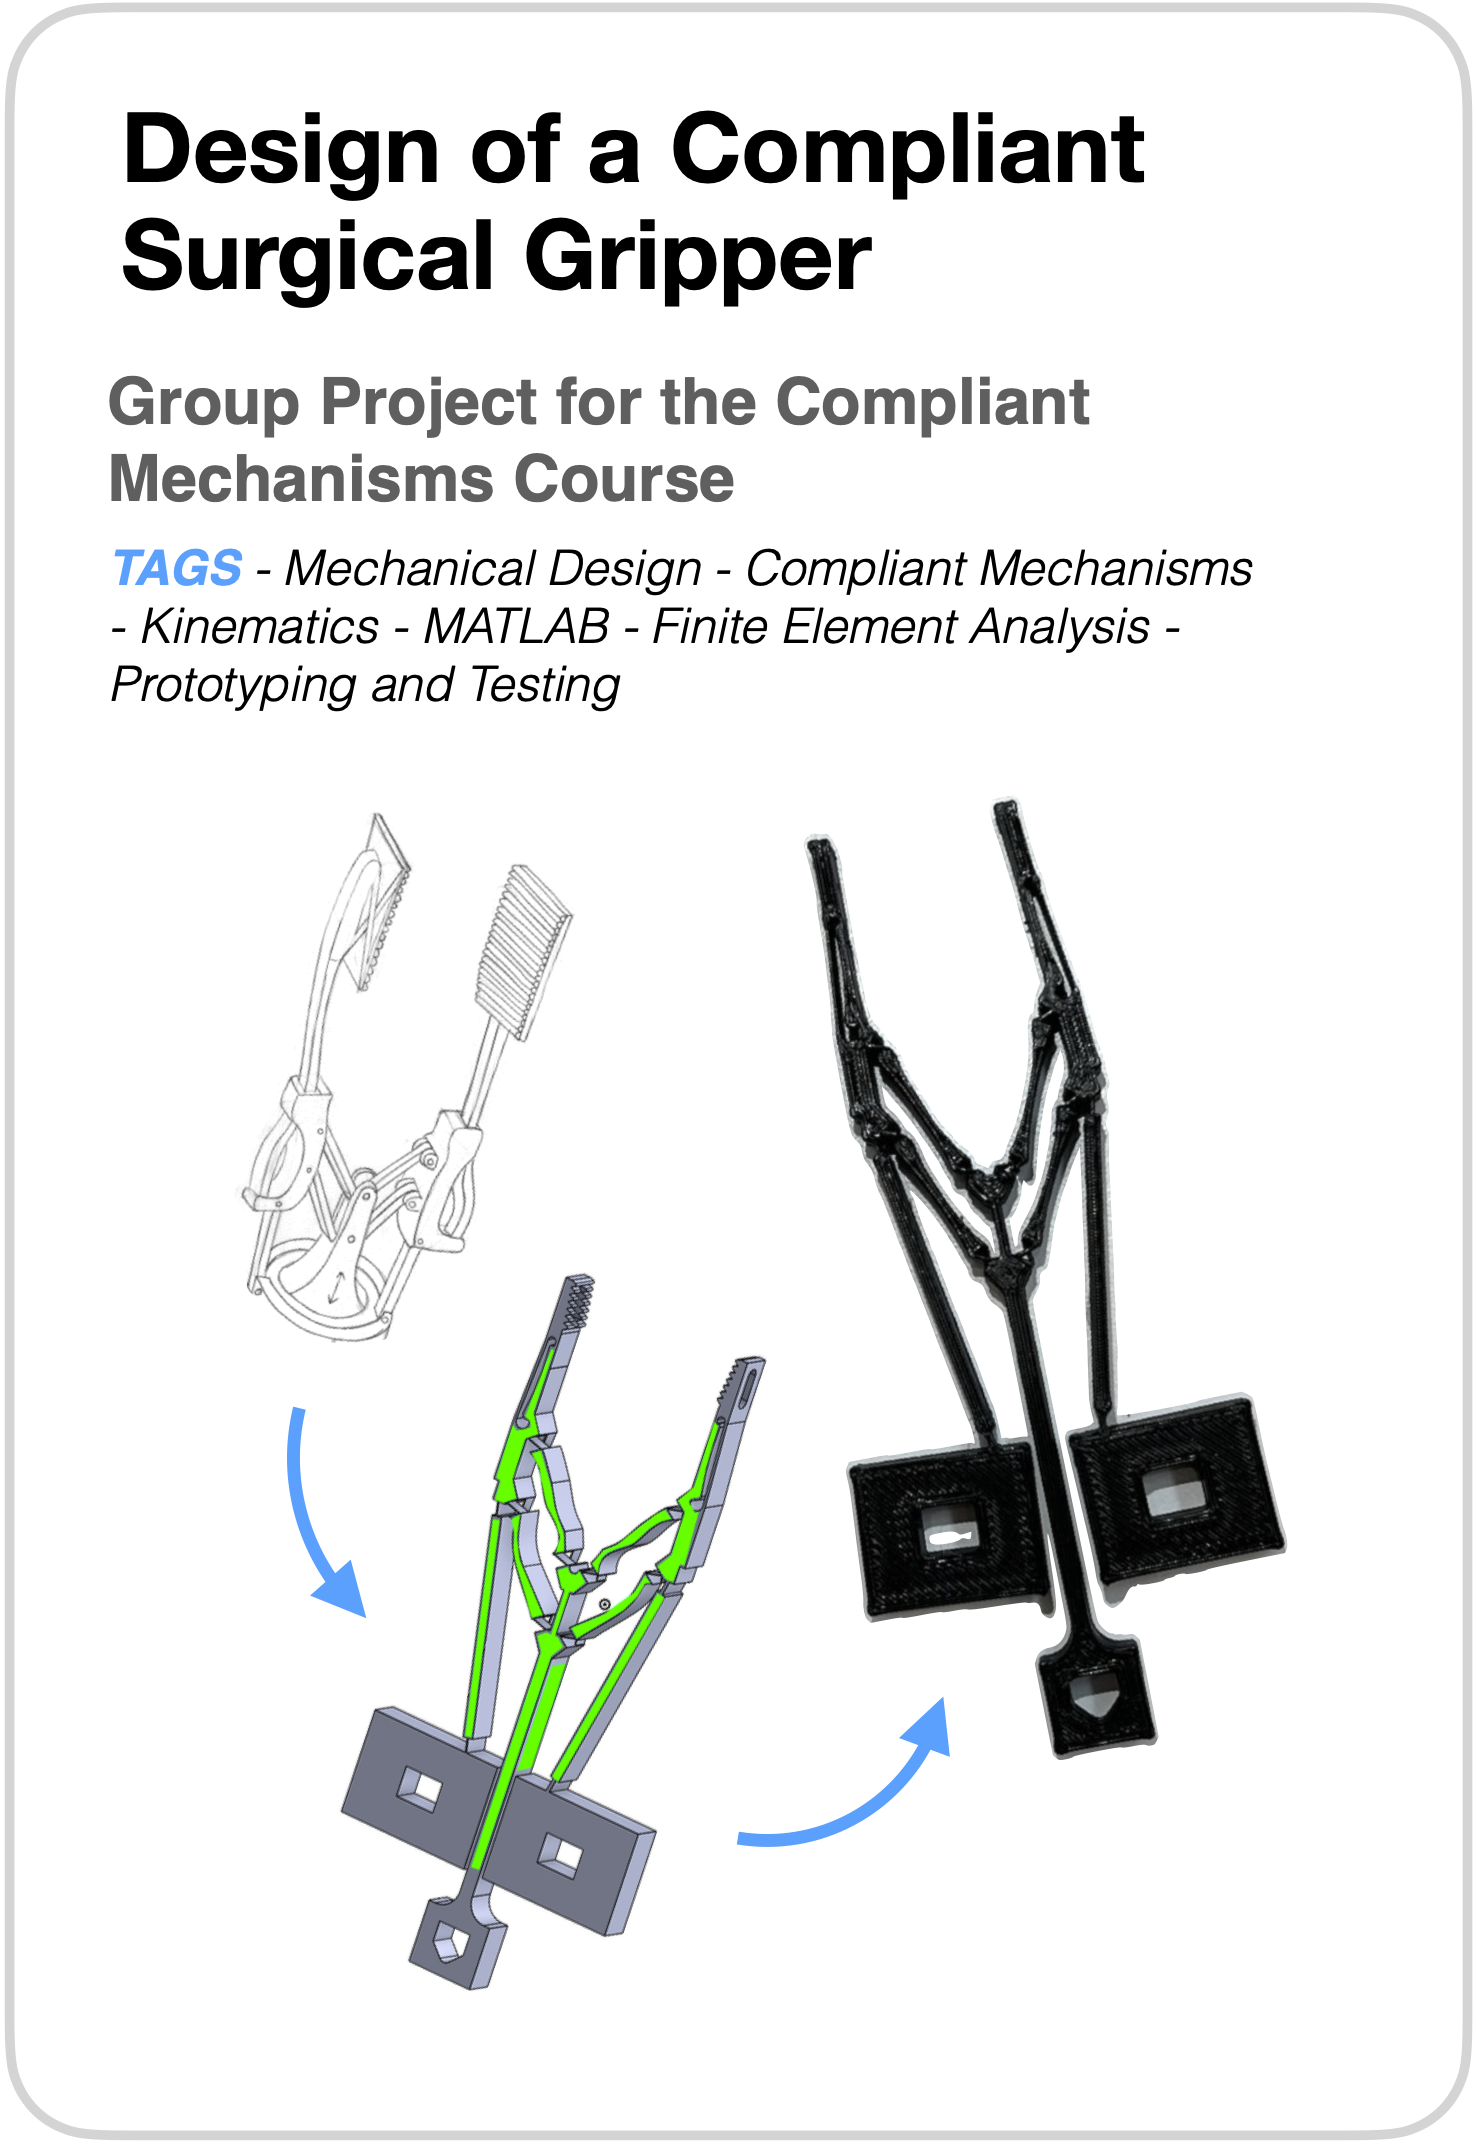 Design of a Compliant
Surgical Gripper
Group Project for the Compliant
Mechanisms Course
TAGS - Mechanical Design - Compliant Mechanisms
- Kinematics - MATLAB - Finite Element Analysis -
Prototyping and Testing